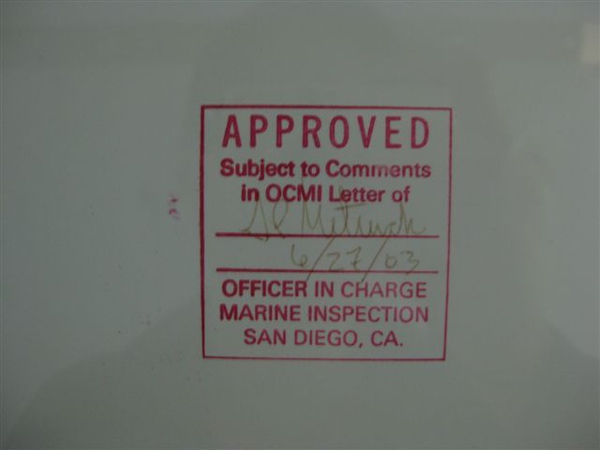 APPROVED
Subject to Comments
in OCMI Letter of
6/27/03
OFFICER IN CHARGE
MARINE INSPECTION
SAN DIEGO, CA.